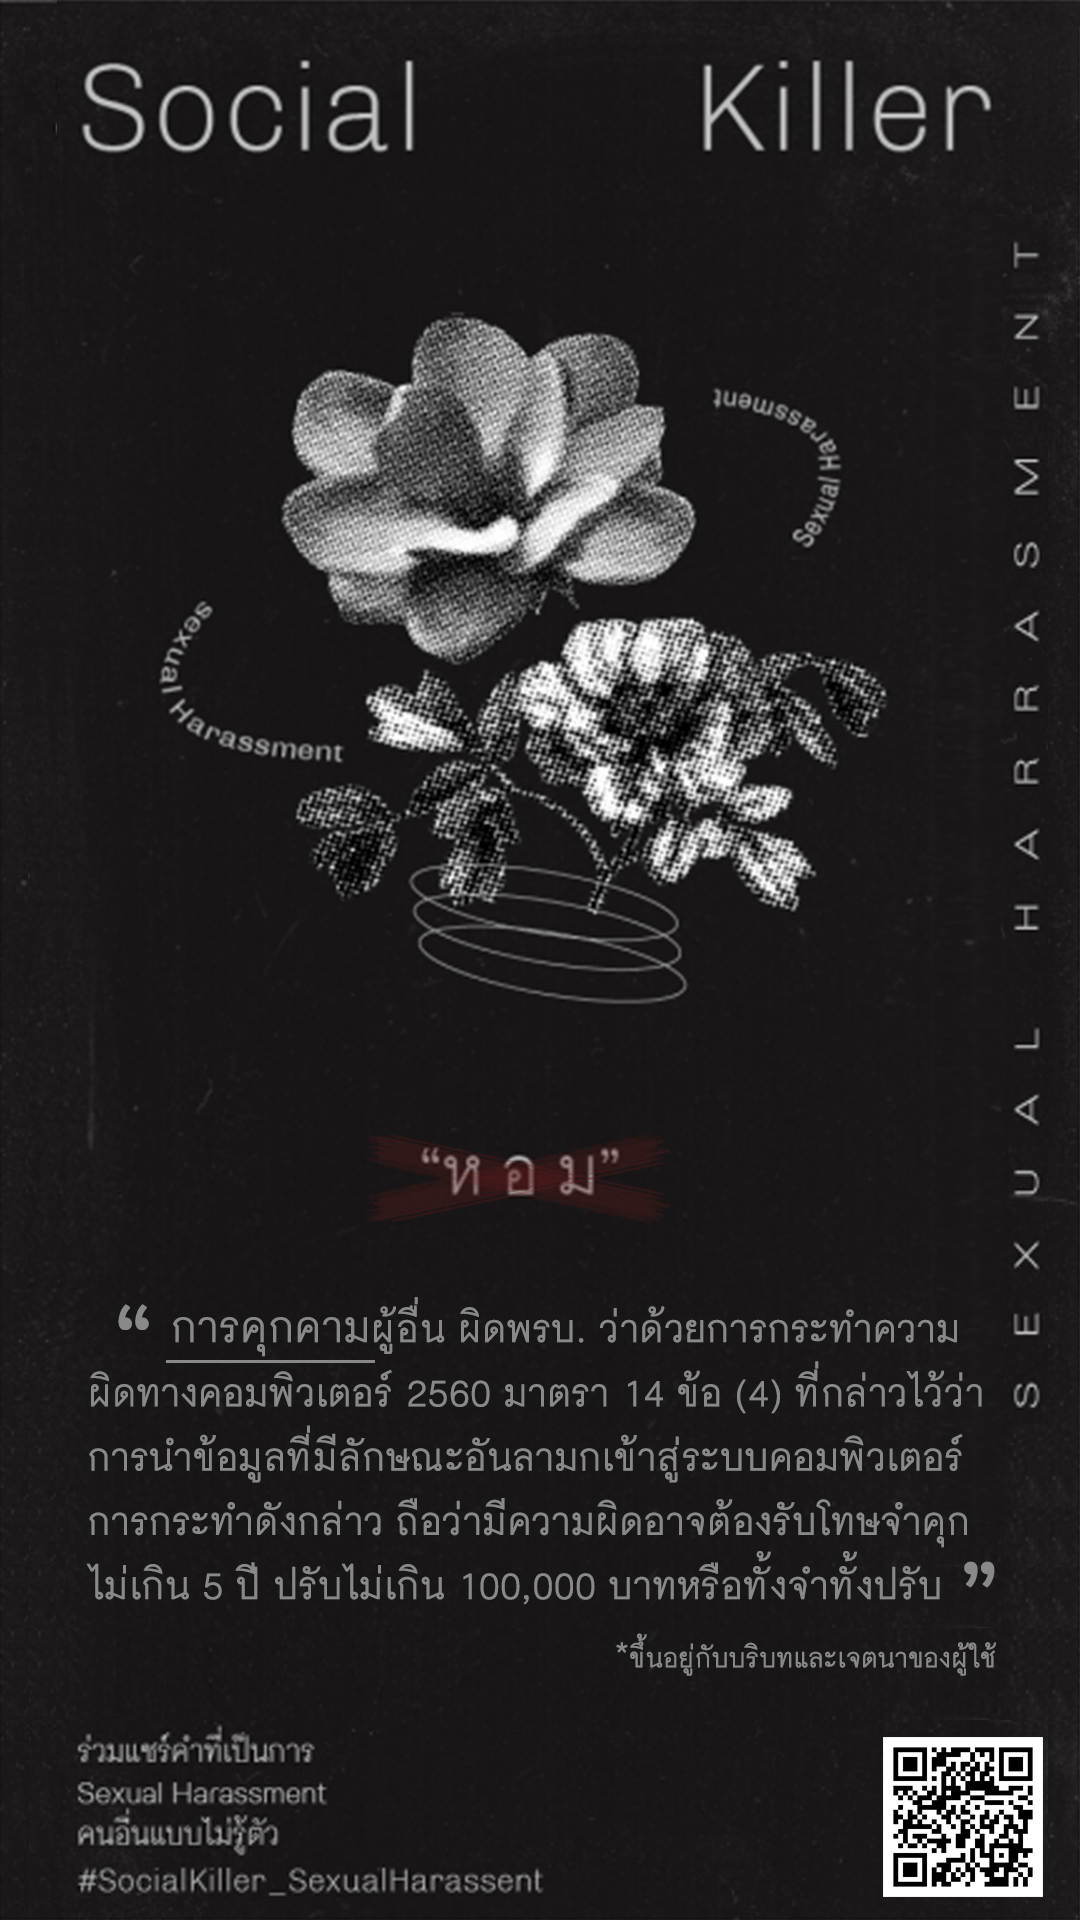 Social Killer
Sexual Harassment
sexual Harassment
SEXUAL HARRASMENT
“ห อ ม”
“ การคุกคามผู้อื่น ผิดพรบ. ว่าด้วยการกระทำความ
ผิดทางคอมพิวเตอร์ 2560 มาตรา 14 ข้อ (4) ที่กล่าวไว้ว่า
การนำข้อมูลที่มีลักษณะอันลามกเข้าสู่ระบบคอมพิวเตอร์
การกระทำดังกล่าว ถือว่ามีความผิดอาจต้องรับโทษจำคุก
ไม่เกิน 5 ปี ปรับไม่เกิน 100,000 บาทหรือทั้งจำทั้งปรับ ”
*ขึ้นอยู่กับบริบทและเจตนาของผู้ใช้
ร่วมแชร์คำที่เป็นการ
Sexual Harassment
คนอื่นแบบไม่รู้ตัว
#SocialKiller_SexualHarassent